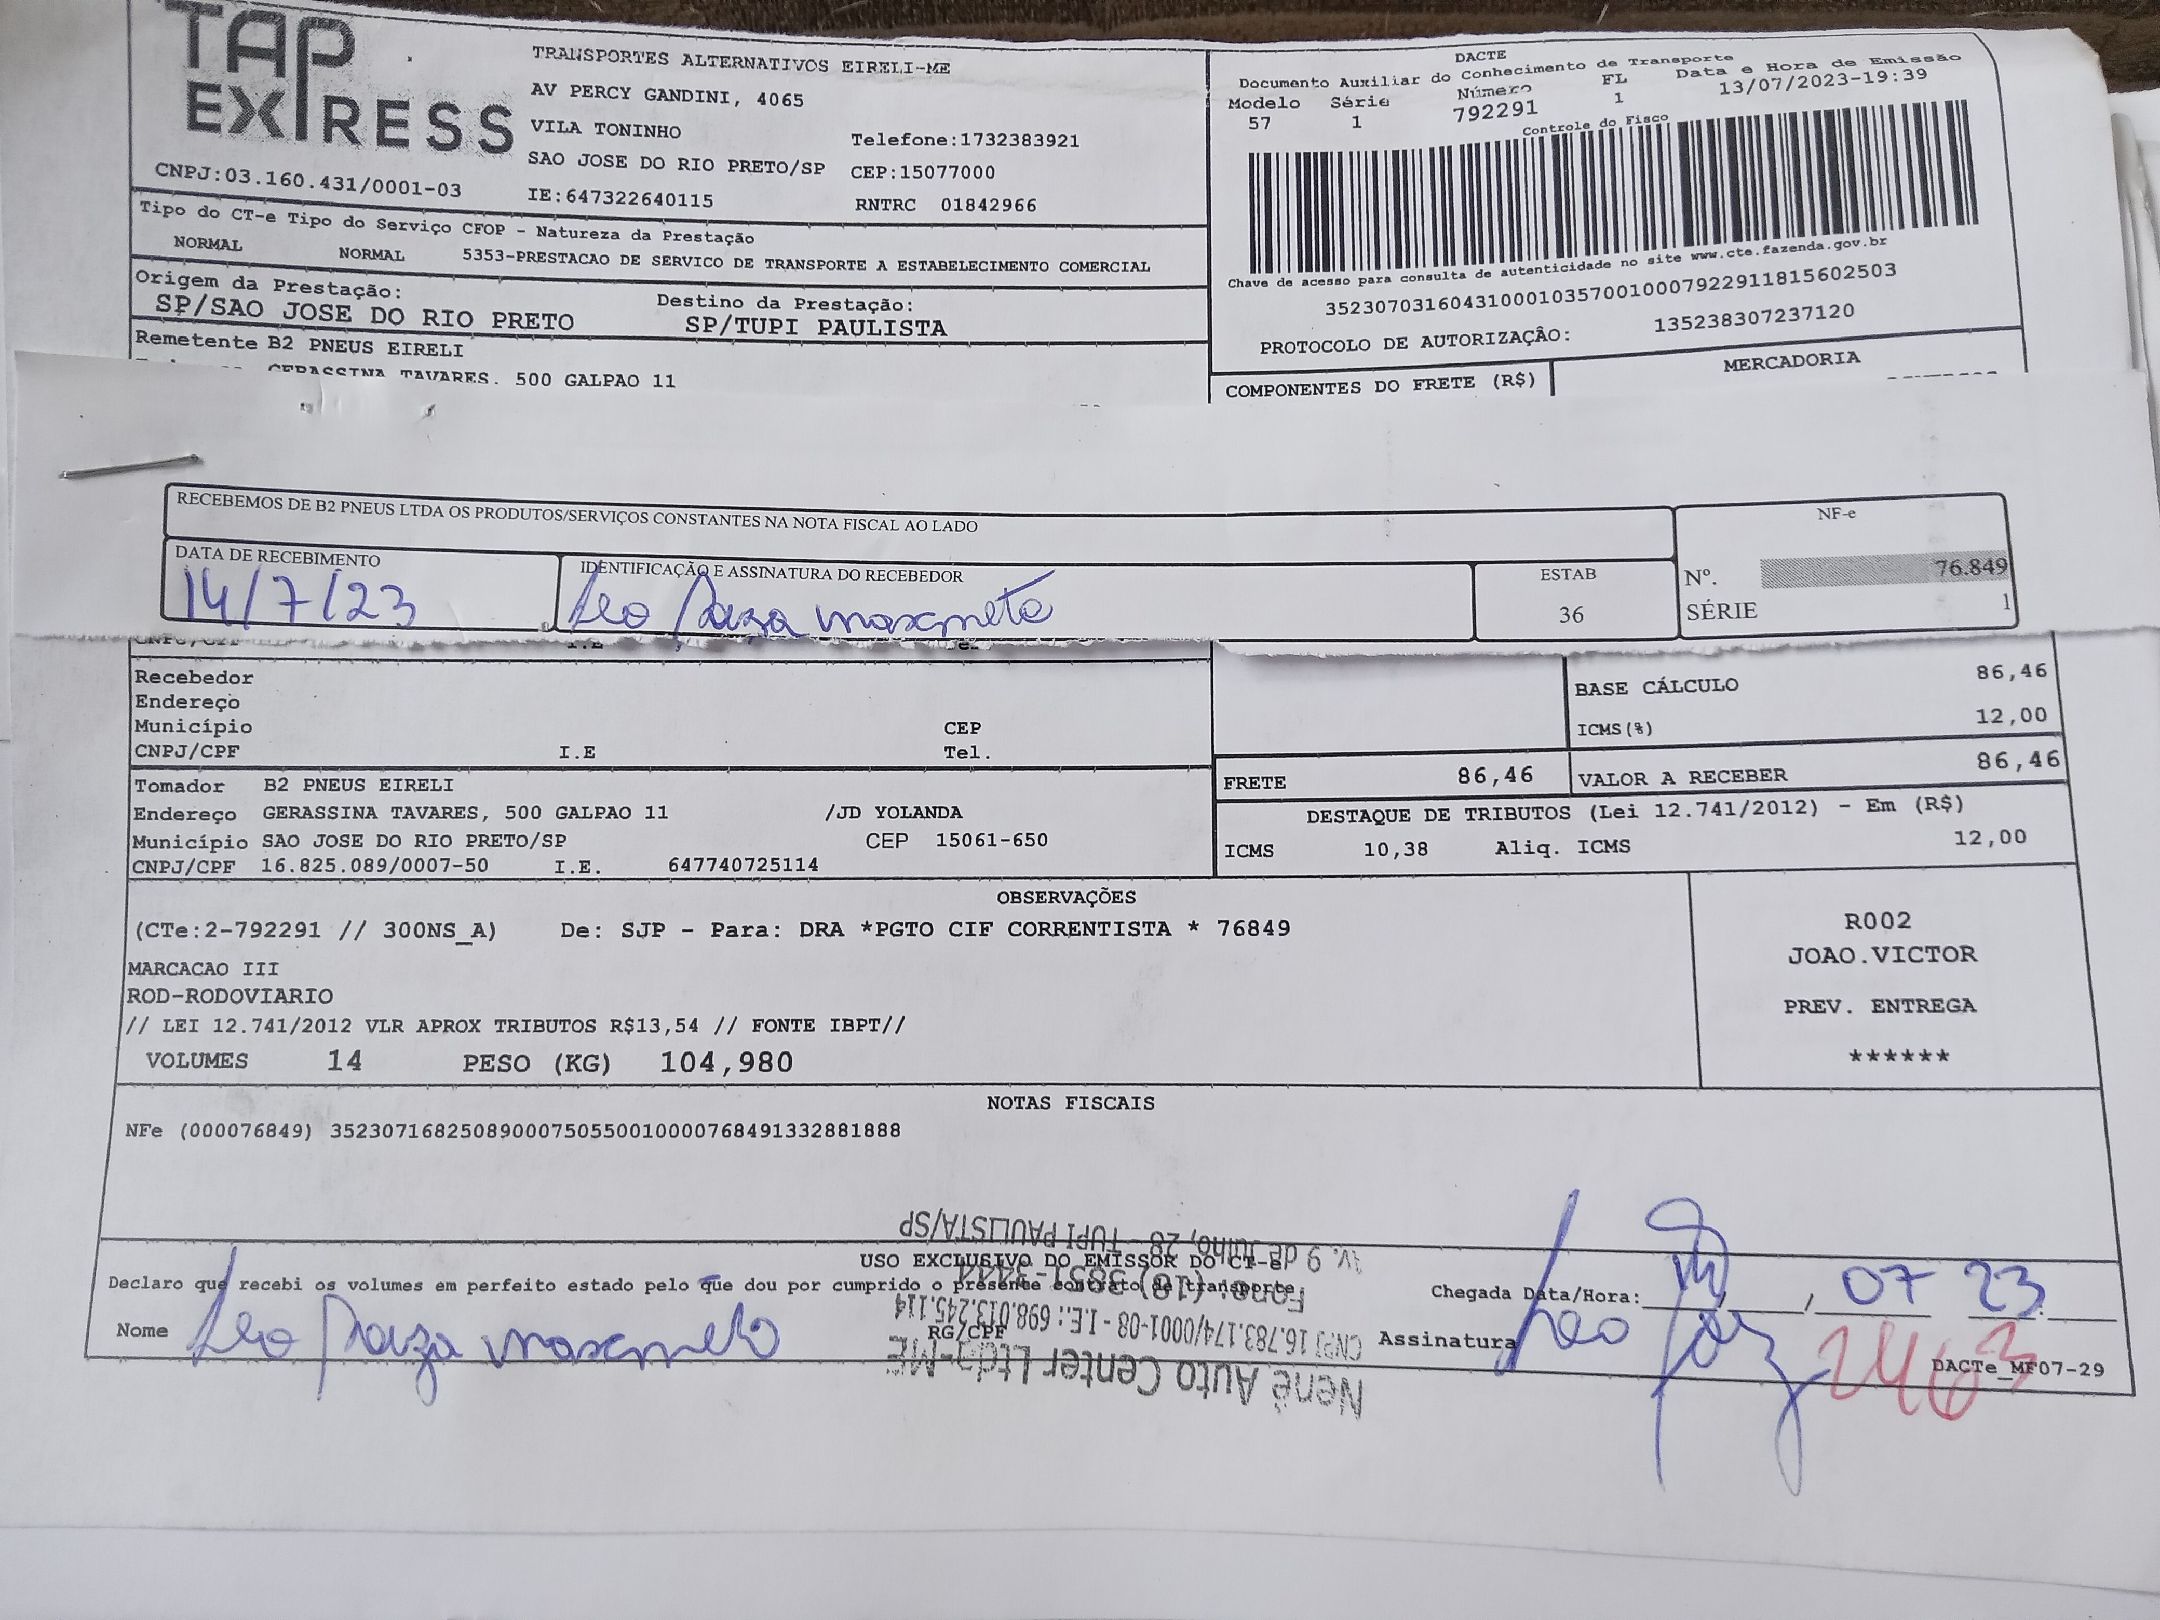 TAP EXPRESS
TRANSPORTES ALTERNATIVOS EIRELI-ME
AV PERCY GANDINI, 4065
VILA TONINHO Telefone:1732383921
SAO JOSE DO RIO PRETO/SP CEP:15077000
CNPJ:03.160.431/0001-03 IE:647322640115 RNTRC 01842966
DACTE
Documento Auxiliar do Conhecimento de Transporte
Modelo Série Número FL Data e Hora de Emissão
57 1 792291 1 13/07/2023-19:39
Controle do Fisco
Chave de acesso para consulta de autenticidade no site www.cte.fazenda.gov.br
35230703160431000103570010007922911815602503
PROTOCOLO DE AUTORIZAÇÂO: 135238307237120
Tipo do CT-e Tipo do Serviço CFOP - Natureza da Prestação
NORMAL NORMAL 5353-PRESTACAO DE SERVICO DE TRANSPORTE A ESTABELECIMENTO COMERCIAL
Origem da Prestação: Destino da Prestação:
SP/SAO JOSE DO RIO PRETO SP/TUPI PAULISTA
Remetente B2 PNEUS EIRELI
GERASSINA TAVARES, 500 GALPAO 11
COMPONENTES DO FRETE (R$) MERCADORIA
RECEBEMOS DE B2 PNEUS LTDA OS PRODUTOS/SERVIÇOS CONSTANTES NA NOTA FISCAL AO LADO
DATA DE RECEBIMENTO IDENTIFICAÇÃO E ASSINATURA DO RECEBEDOR ESTAB
14/7/23 36
NF-e
Nº. 76.849
SÉRIE 1
Recebedor
Endereço
Município CEP
CNPJ/CPF I.E Tel.
BASE CÁLCULO 86,46
ICMS(%) 12,00
FRETE 86,46 VALOR A RECEBER 86,46
DESTAQUE DE TRIBUTOS (Lei 12.741/2012) - Em (R$)
ICMS 10,38 Aliq. ICMS 12,00
Tomador B2 PNEUS EIRELI
Endereço GERASSINA TAVARES, 500 GALPAO 11 /JD YOLANDA
Município SAO JOSE DO RIO PRETO/SP CEP 15061-650
CNPJ/CPF 16.825.089/0007-50 I.E. 647740725114
OBSERVAÇÕES
(CTe:2-792291 // 300NS_A) De: SJP - Para: DRA *PGTO CIF CORRENTISTA * 76849
MARCACAO III
ROD-RODOVIARIO
// LEI 12.741/2012 VLR APROX TRIBUTOS R$13,54 // FONTE IBPT//
VOLUMES 14 PESO (KG) 104,980
R002
JOAO.VICTOR
PREV. ENTREGA
******
NOTAS FISCAIS
NFe (000076849) 35230716825089000750550010000768491332881888
USO EXCLUSIVO DO EMISSOR DO CT-e
Declaro que recebi os volumes em perfeito estado pelo que dou por cumprido o presente contrato de transporte
Chegada Data/Hora: 07 23
Nome RG/CPF Assinatura
DACTe_MF07-29
Nenê Auto Center Ltda-ME
CNPJ 16.783.174/0001-08 - I.E.: 698.013.245.114
Fone: (18) 3851-3444
Av. 9 de Julho, 28 - TUPI PAULISTA/SP